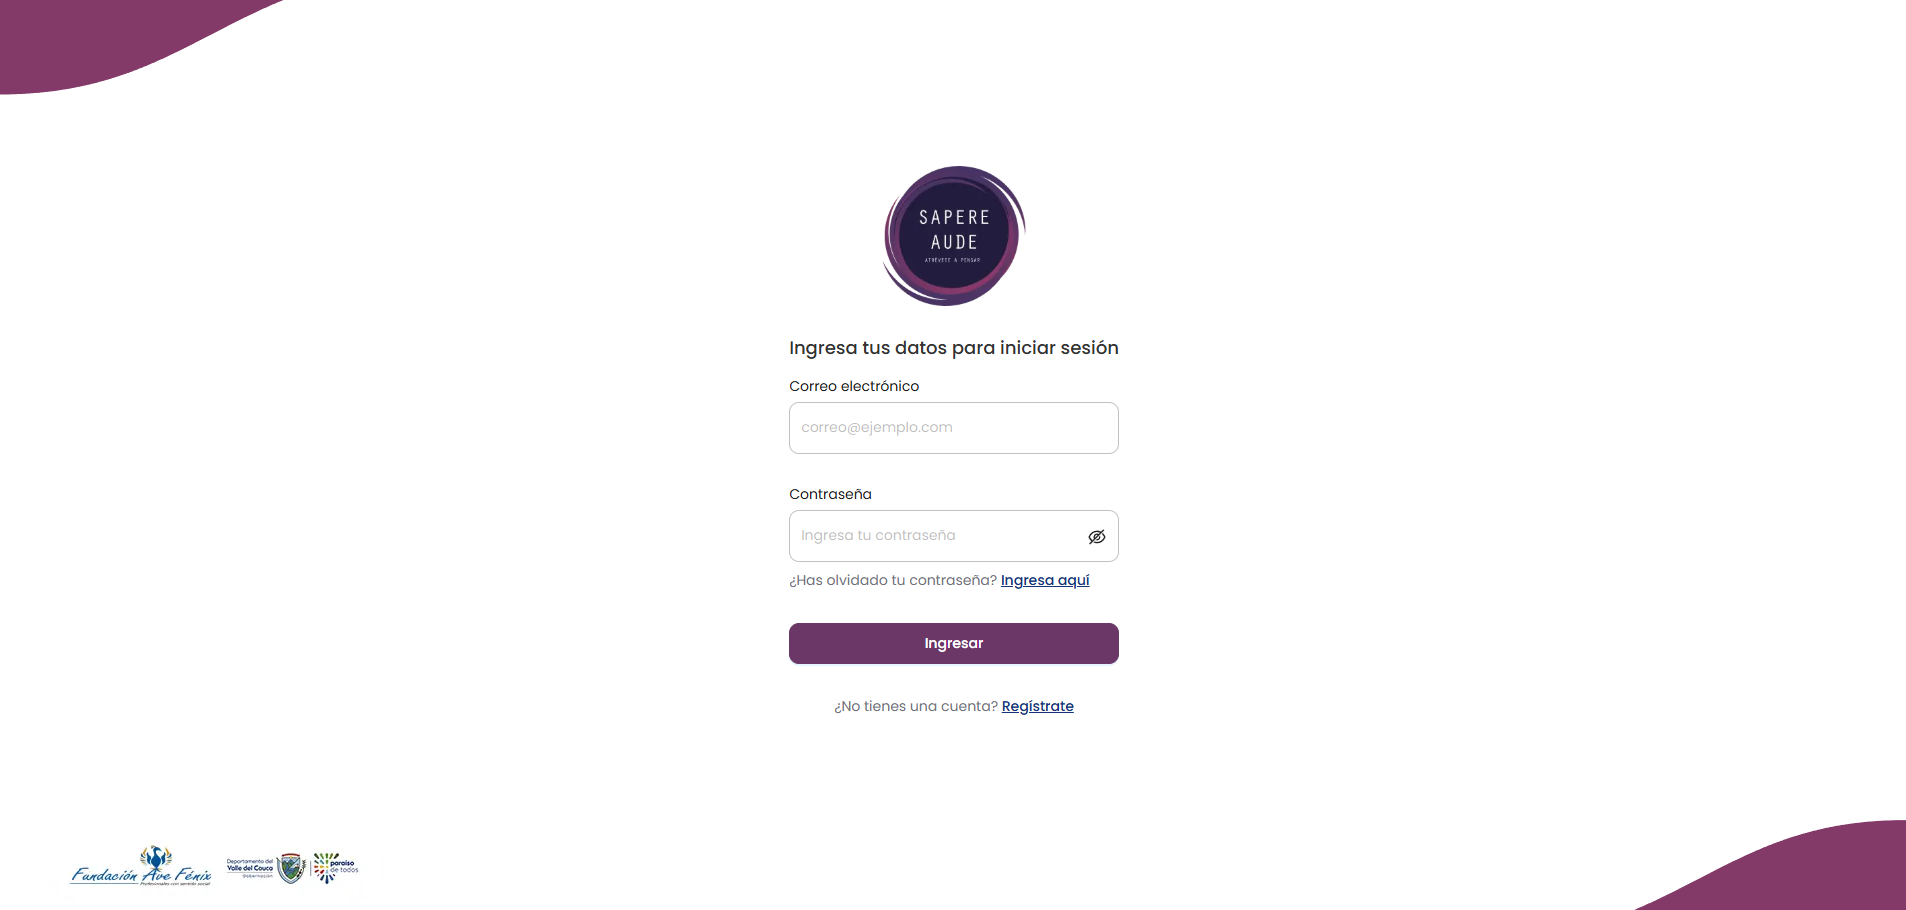 SAPERE
AUDE
ATRÉVETE A PENSAR
Ingresa tus datos para iniciar sesión
Correo electrónico
correo@ejemplo.com
Contraseña
Ingresa tu contraseña
¿Has olvidado tu contraseña? Ingresa aquí
Ingresar
¿No tienes una cuenta? Regístrate
Fundación Ave Fénix
Profesionales con sentido social
Departamento del
Valle del Cauca
Gobernación
paraíso
de todos